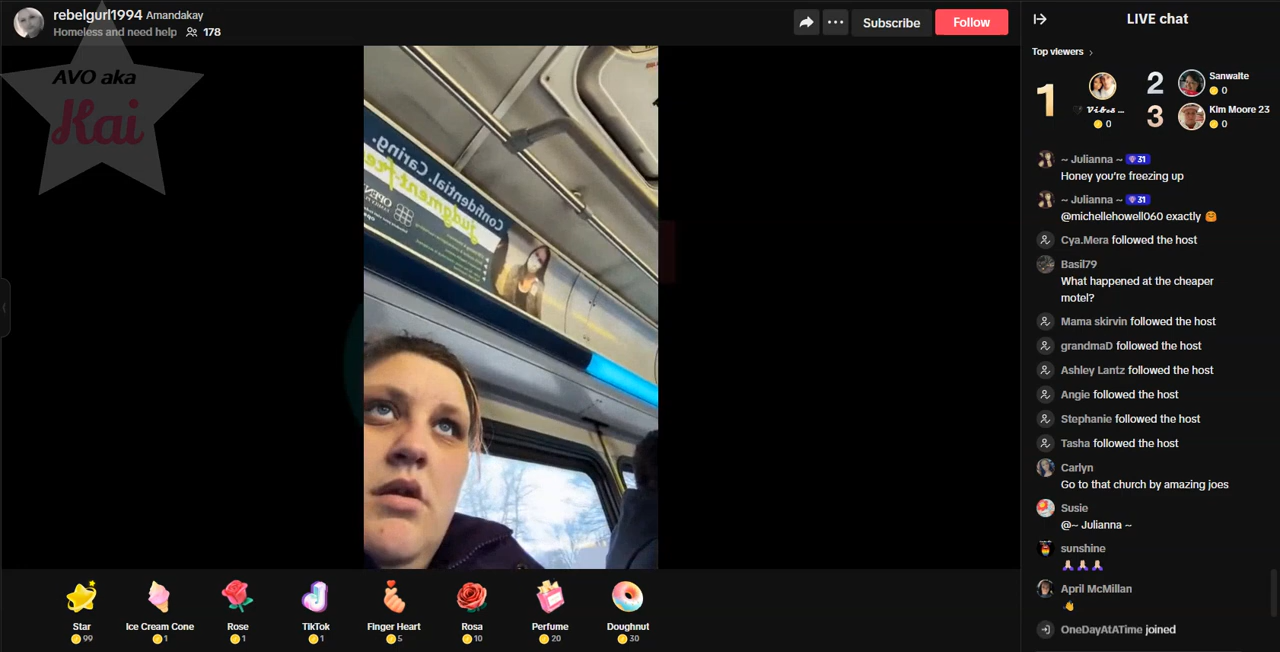 rebelgurl1994 Amandakay
Homeless and need help 178
Subscribe
Follow
AVO aka
Kai
Confidential. Caring.
LIVE chat
Top viewers
1
0
2
Sanwalte
0
3
Kim Moore 23
0
~ Julianna ~ 31
Honey you're freezing up
~ Julianna ~ 31
@michellehowell060 exactly
Cya.Mera followed the host
Basil79
What happened at the cheaper
motel?
Mama skirvin followed the host
grandmaD followed the host
Ashley Lantz followed the host
Angie followed the host
Stephanie followed the host
Tasha followed the host
Carlyn
Go to that church by amazing joes
Susie
@~ Julianna ~
sunshine
April McMillan
OneDayAtATime joined
Star
99
Ice Cream Cone
1
Rose
1
TikTok
1
Finger Heart
5
Rosa
10
Perfume
20
Doughnut
30